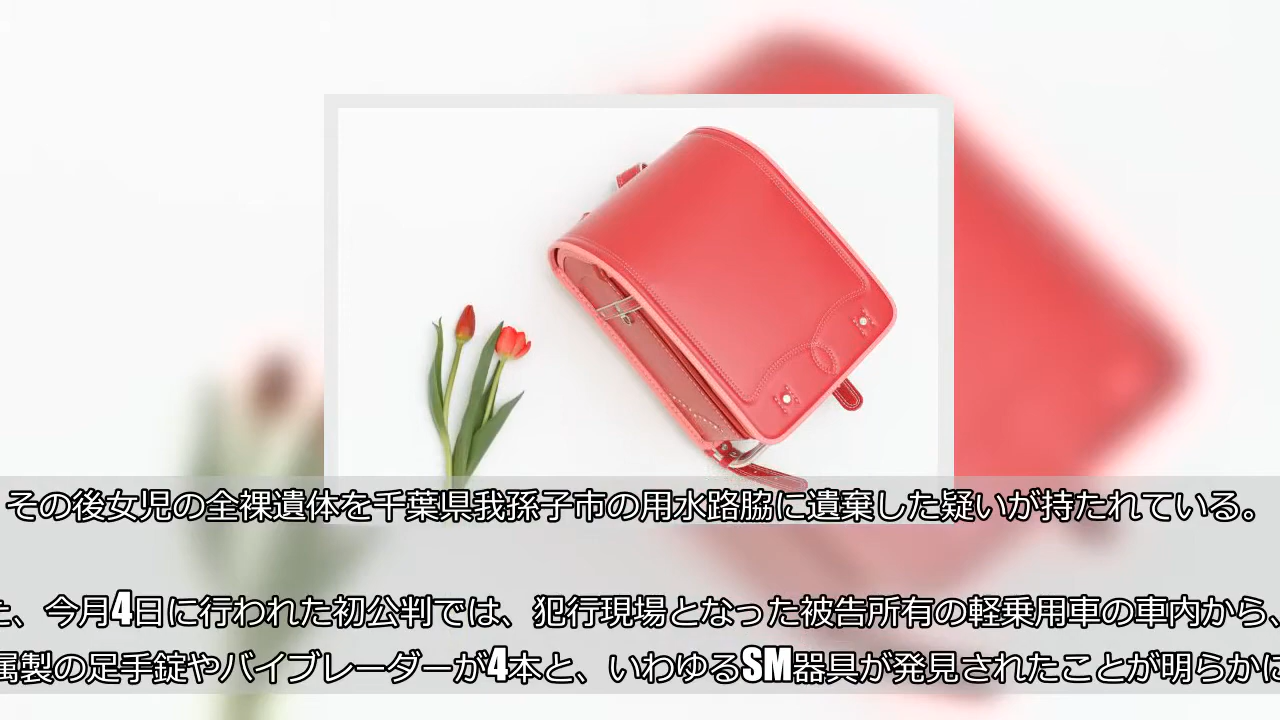 その後女児の全裸遺体を千葉県我孫子市の用水路脇に遺棄した疑いが持たれている。
、今月4日に行われた初公判では、犯行現場となった被告所有の軽乗用車の車内から、
属製の足手錠やバイブレーダーが4本と、いわゆるSM器具が発見されたことが明らかに